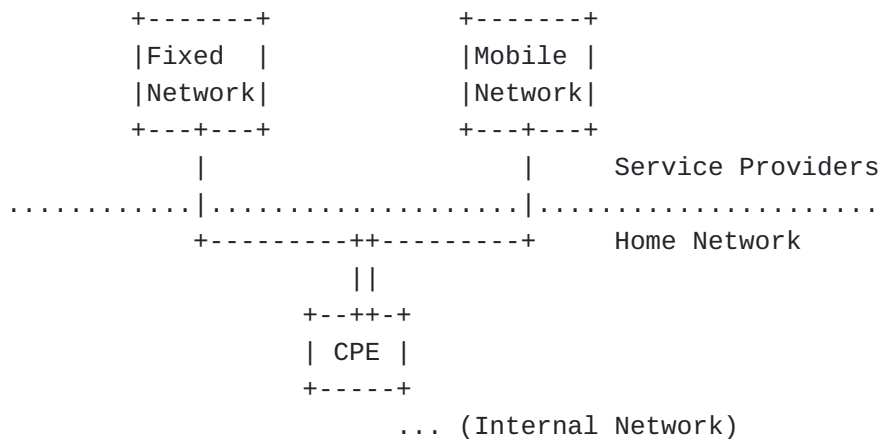 +-------+ +-------+
|Fixed | |Mobile |
|Network| |Network|
+---+---+ +---+---+
| | Service Providers
............|....................|......................
+---------++---------+ Home Network
||
+--++-+
| CPE |
+-----+
... (Internal Network)